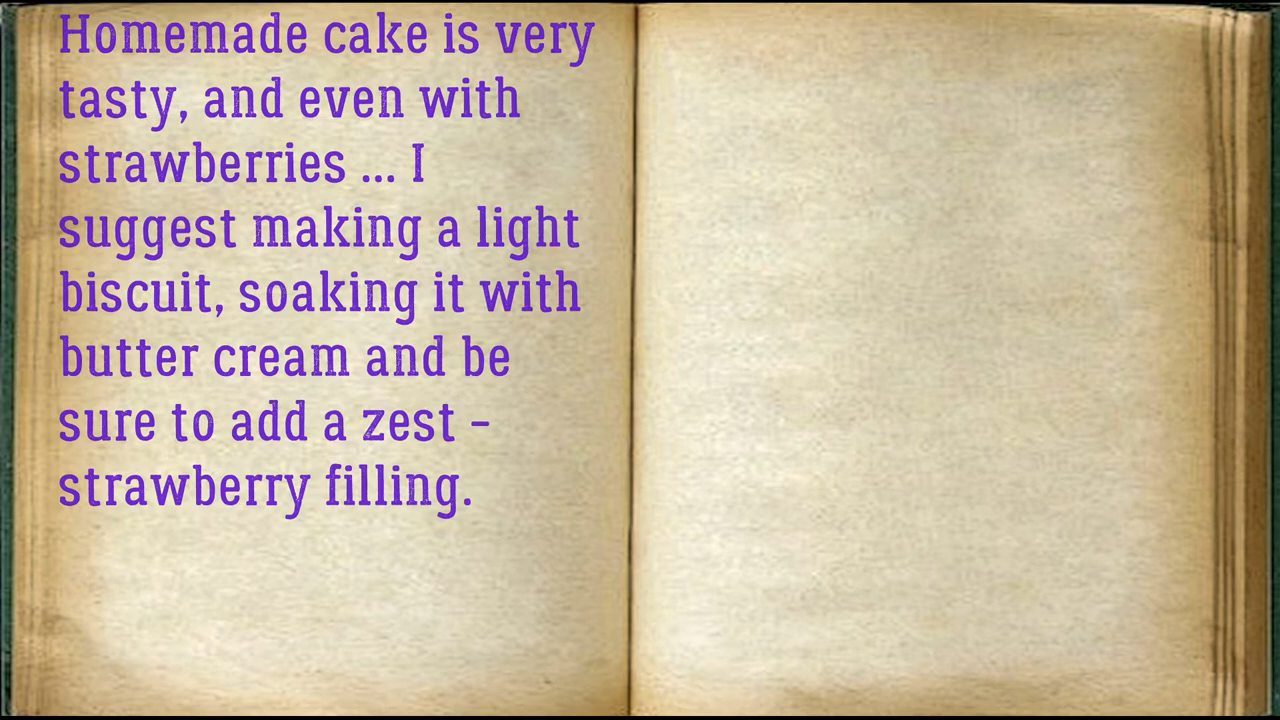 Homemade cake is very
tasty, and even with
strawberries ... I
suggest making a light
biscuit, soaking it with
butter cream and be
sure to add a zest -
strawberry filling.